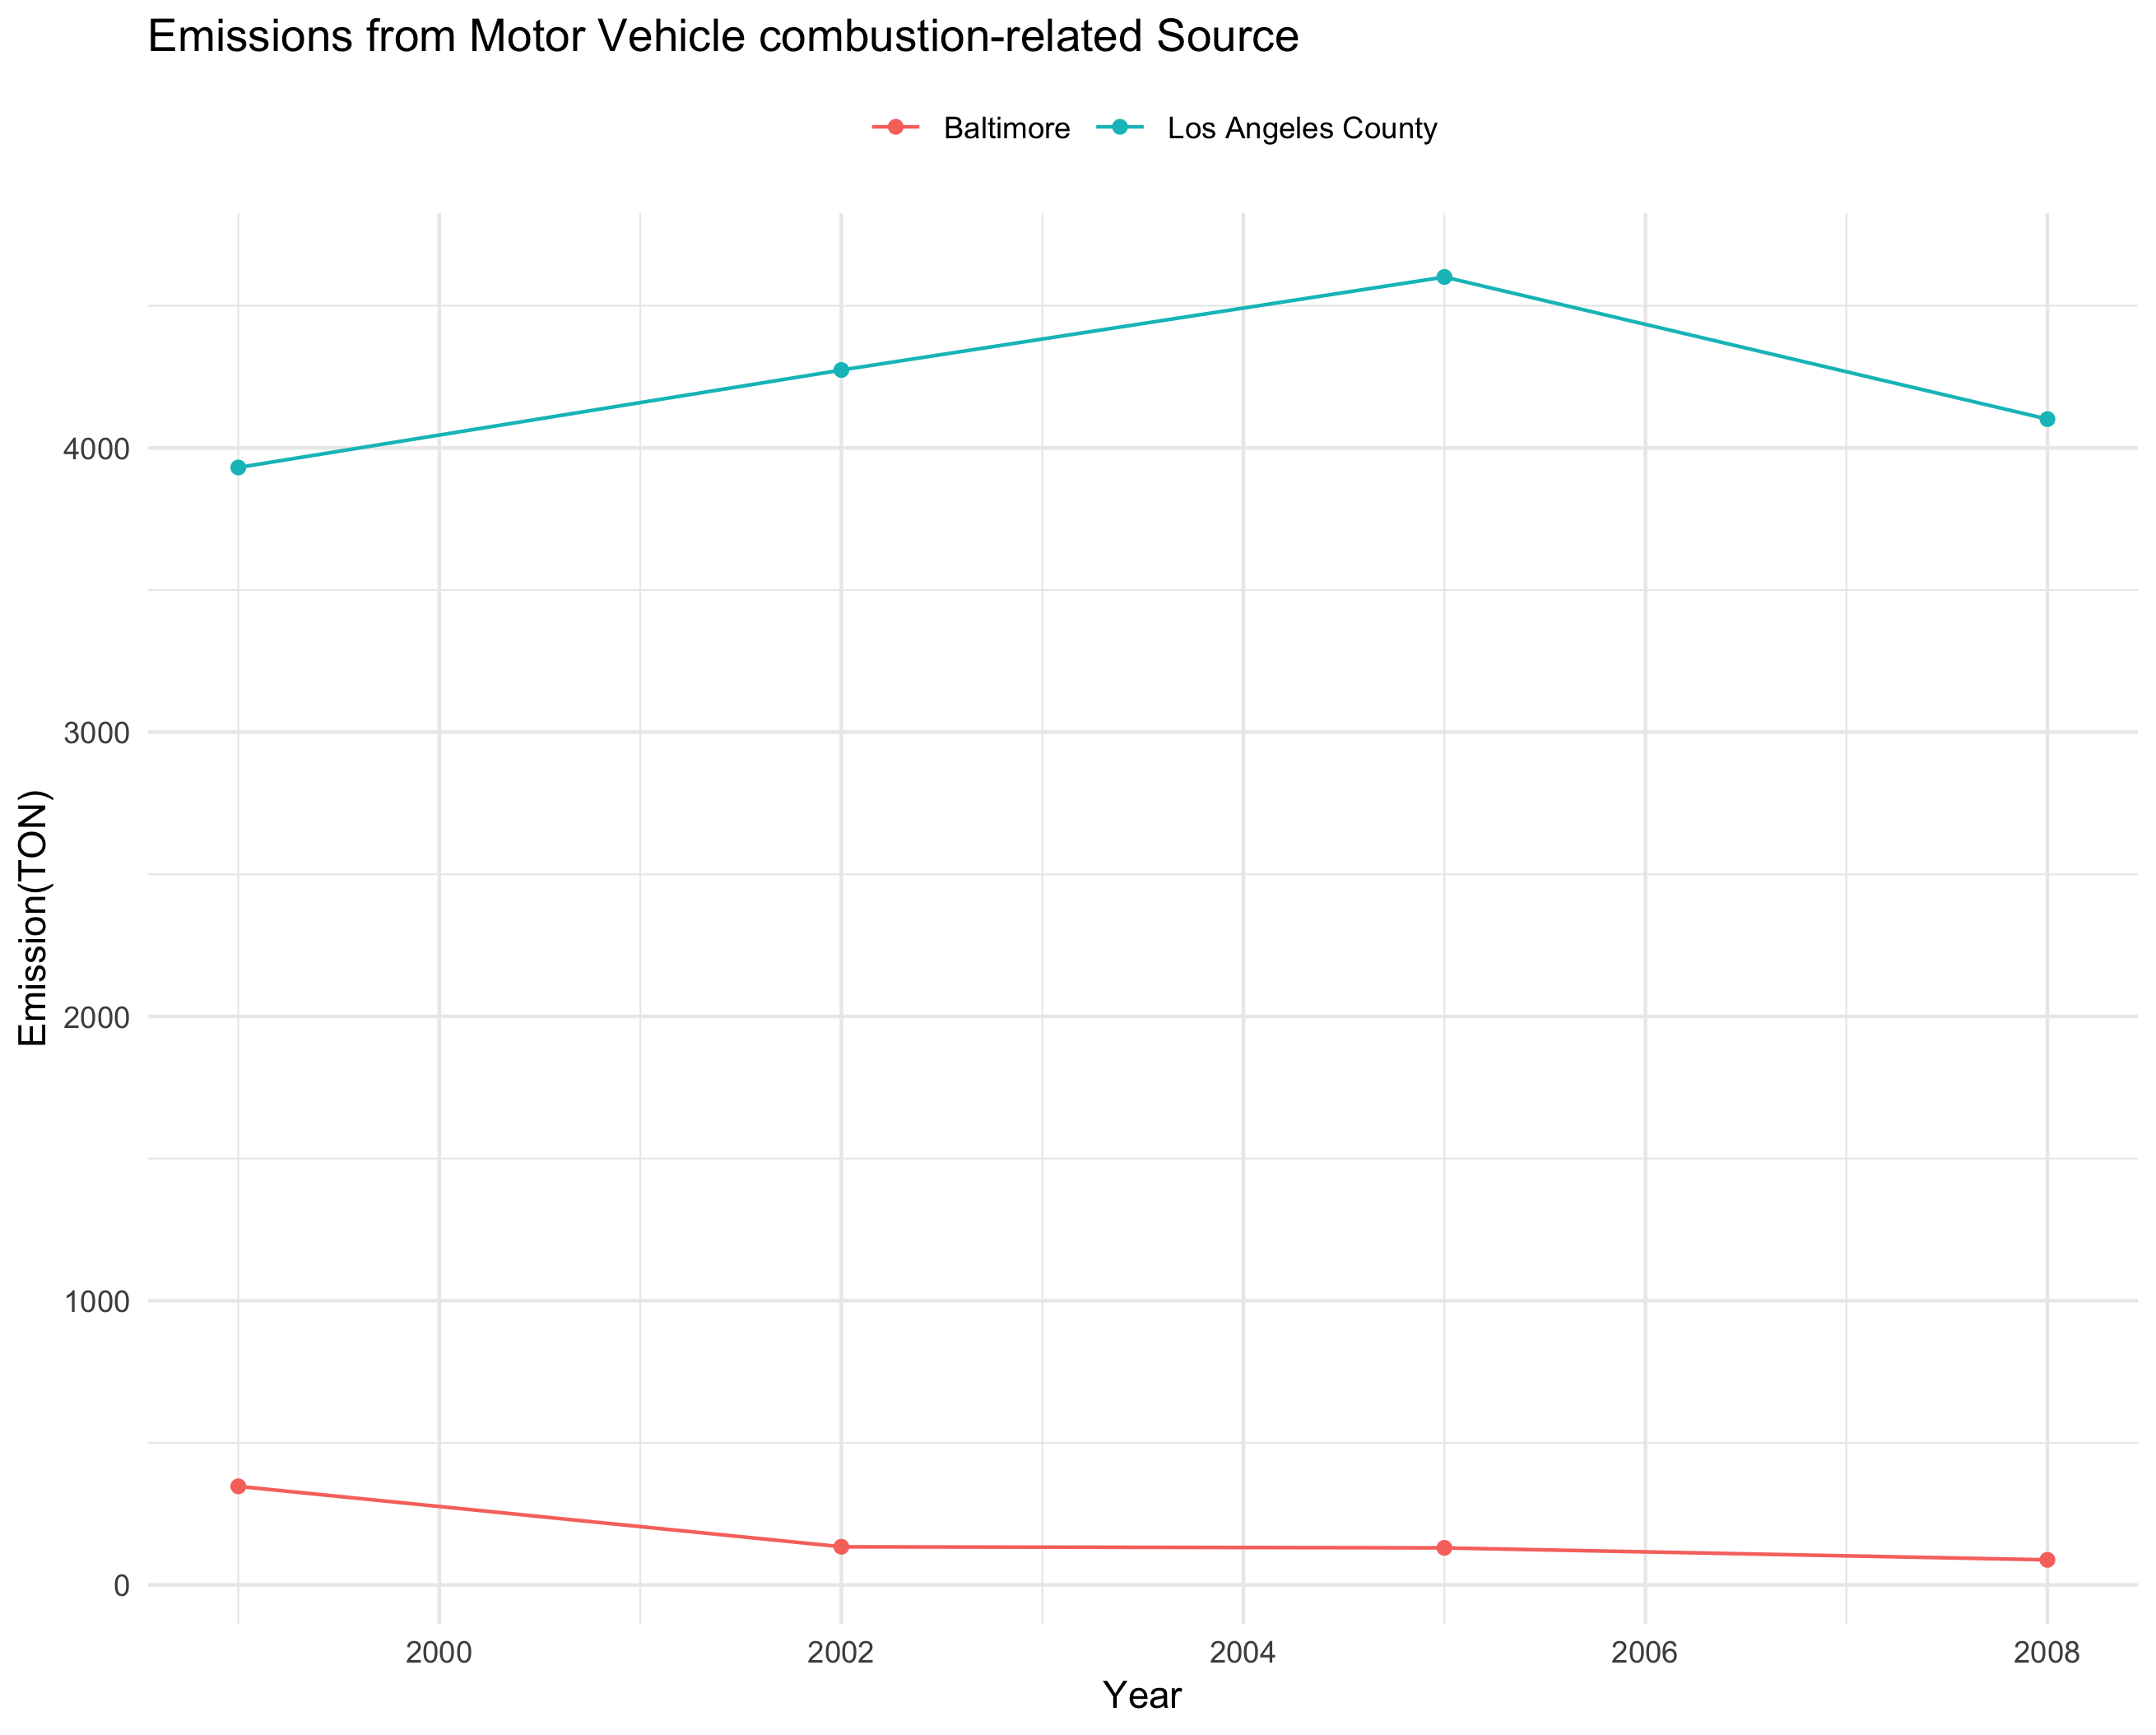 Emissions from Motor Vehicle combustion-related Source
Baltimore
Los Angeles County
Emission(TON)
4000
3000
2000
1000
0
2000
2002
2004
2006
2008
Year